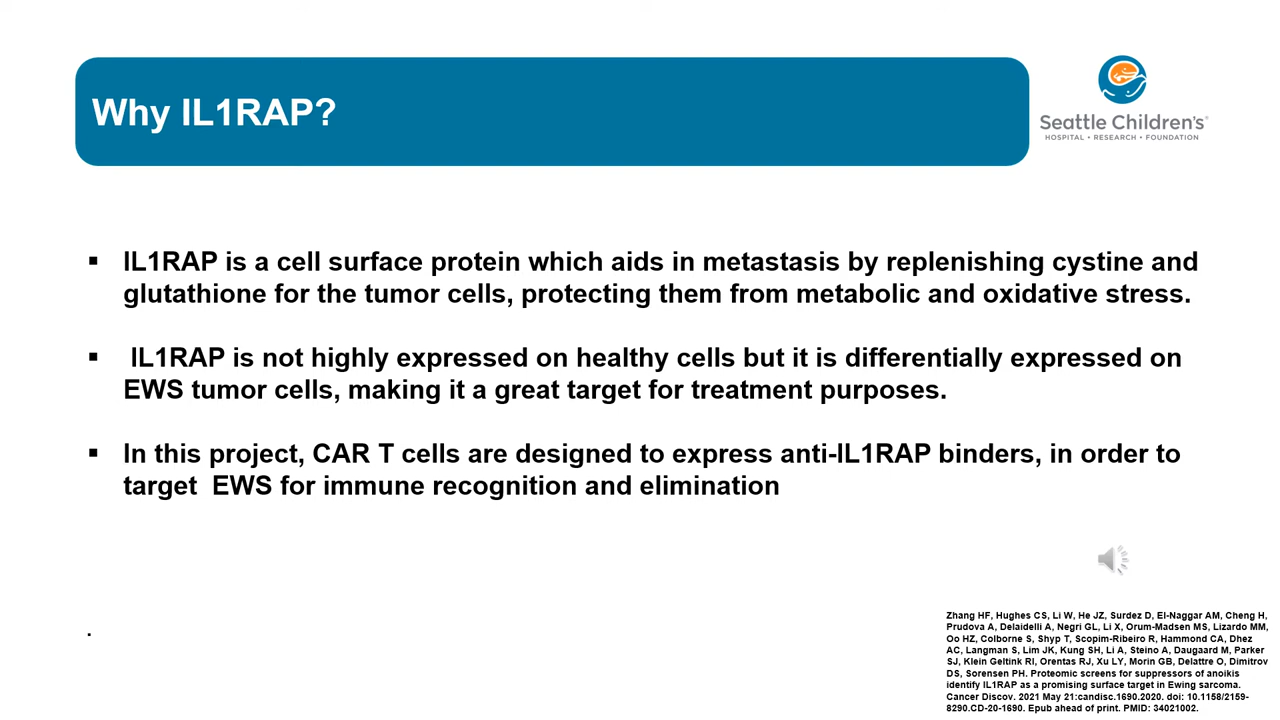 Why IL1RAP?
Seattle Children's®
HOSPITAL • RESEARCH • FOUNDATION
▪ IL1RAP is a cell surface protein which aids in metastasis by replenishing cystine and
glutathione for the tumor cells, protecting them from metabolic and oxidative stress.
▪ IL1RAP is not highly expressed on healthy cells but it is differentially expressed on
EWS tumor cells, making it a great target for treatment purposes.
▪ In this project, CAR T cells are designed to express anti-IL1RAP binders, in order to
target  EWS for immune recognition and elimination
.
Zhang HF, Hughes CS, Li W, He JZ, Surdez D, El-Naggar AM, Cheng H,
Prudova A, Delaidelli A, Negri GL, Li X, Orum-Madsen MS, Lizardo MM,
Oo HZ, Colborne S, Shyp T, Scopim-Ribeiro R, Hammond CA, Dhez
AC, Langman S, Lim JK, Kung SH, Li A, Steino A, Daugaard M, Parker
SJ, Klein Geltink RI, Orentas RJ, Xu LY, Morin GB, Delattre O, Dimitrov
DS, Sorensen PH. Proteomic screens for suppressors of anoikis
identify IL1RAP as a promising surface target in Ewing sarcoma.
Cancer Discov. 2021 May 21:candisc.1690.2020. doi: 10.1158/2159-
8290.CD-20-1690. Epub ahead of print. PMID: 34021002.